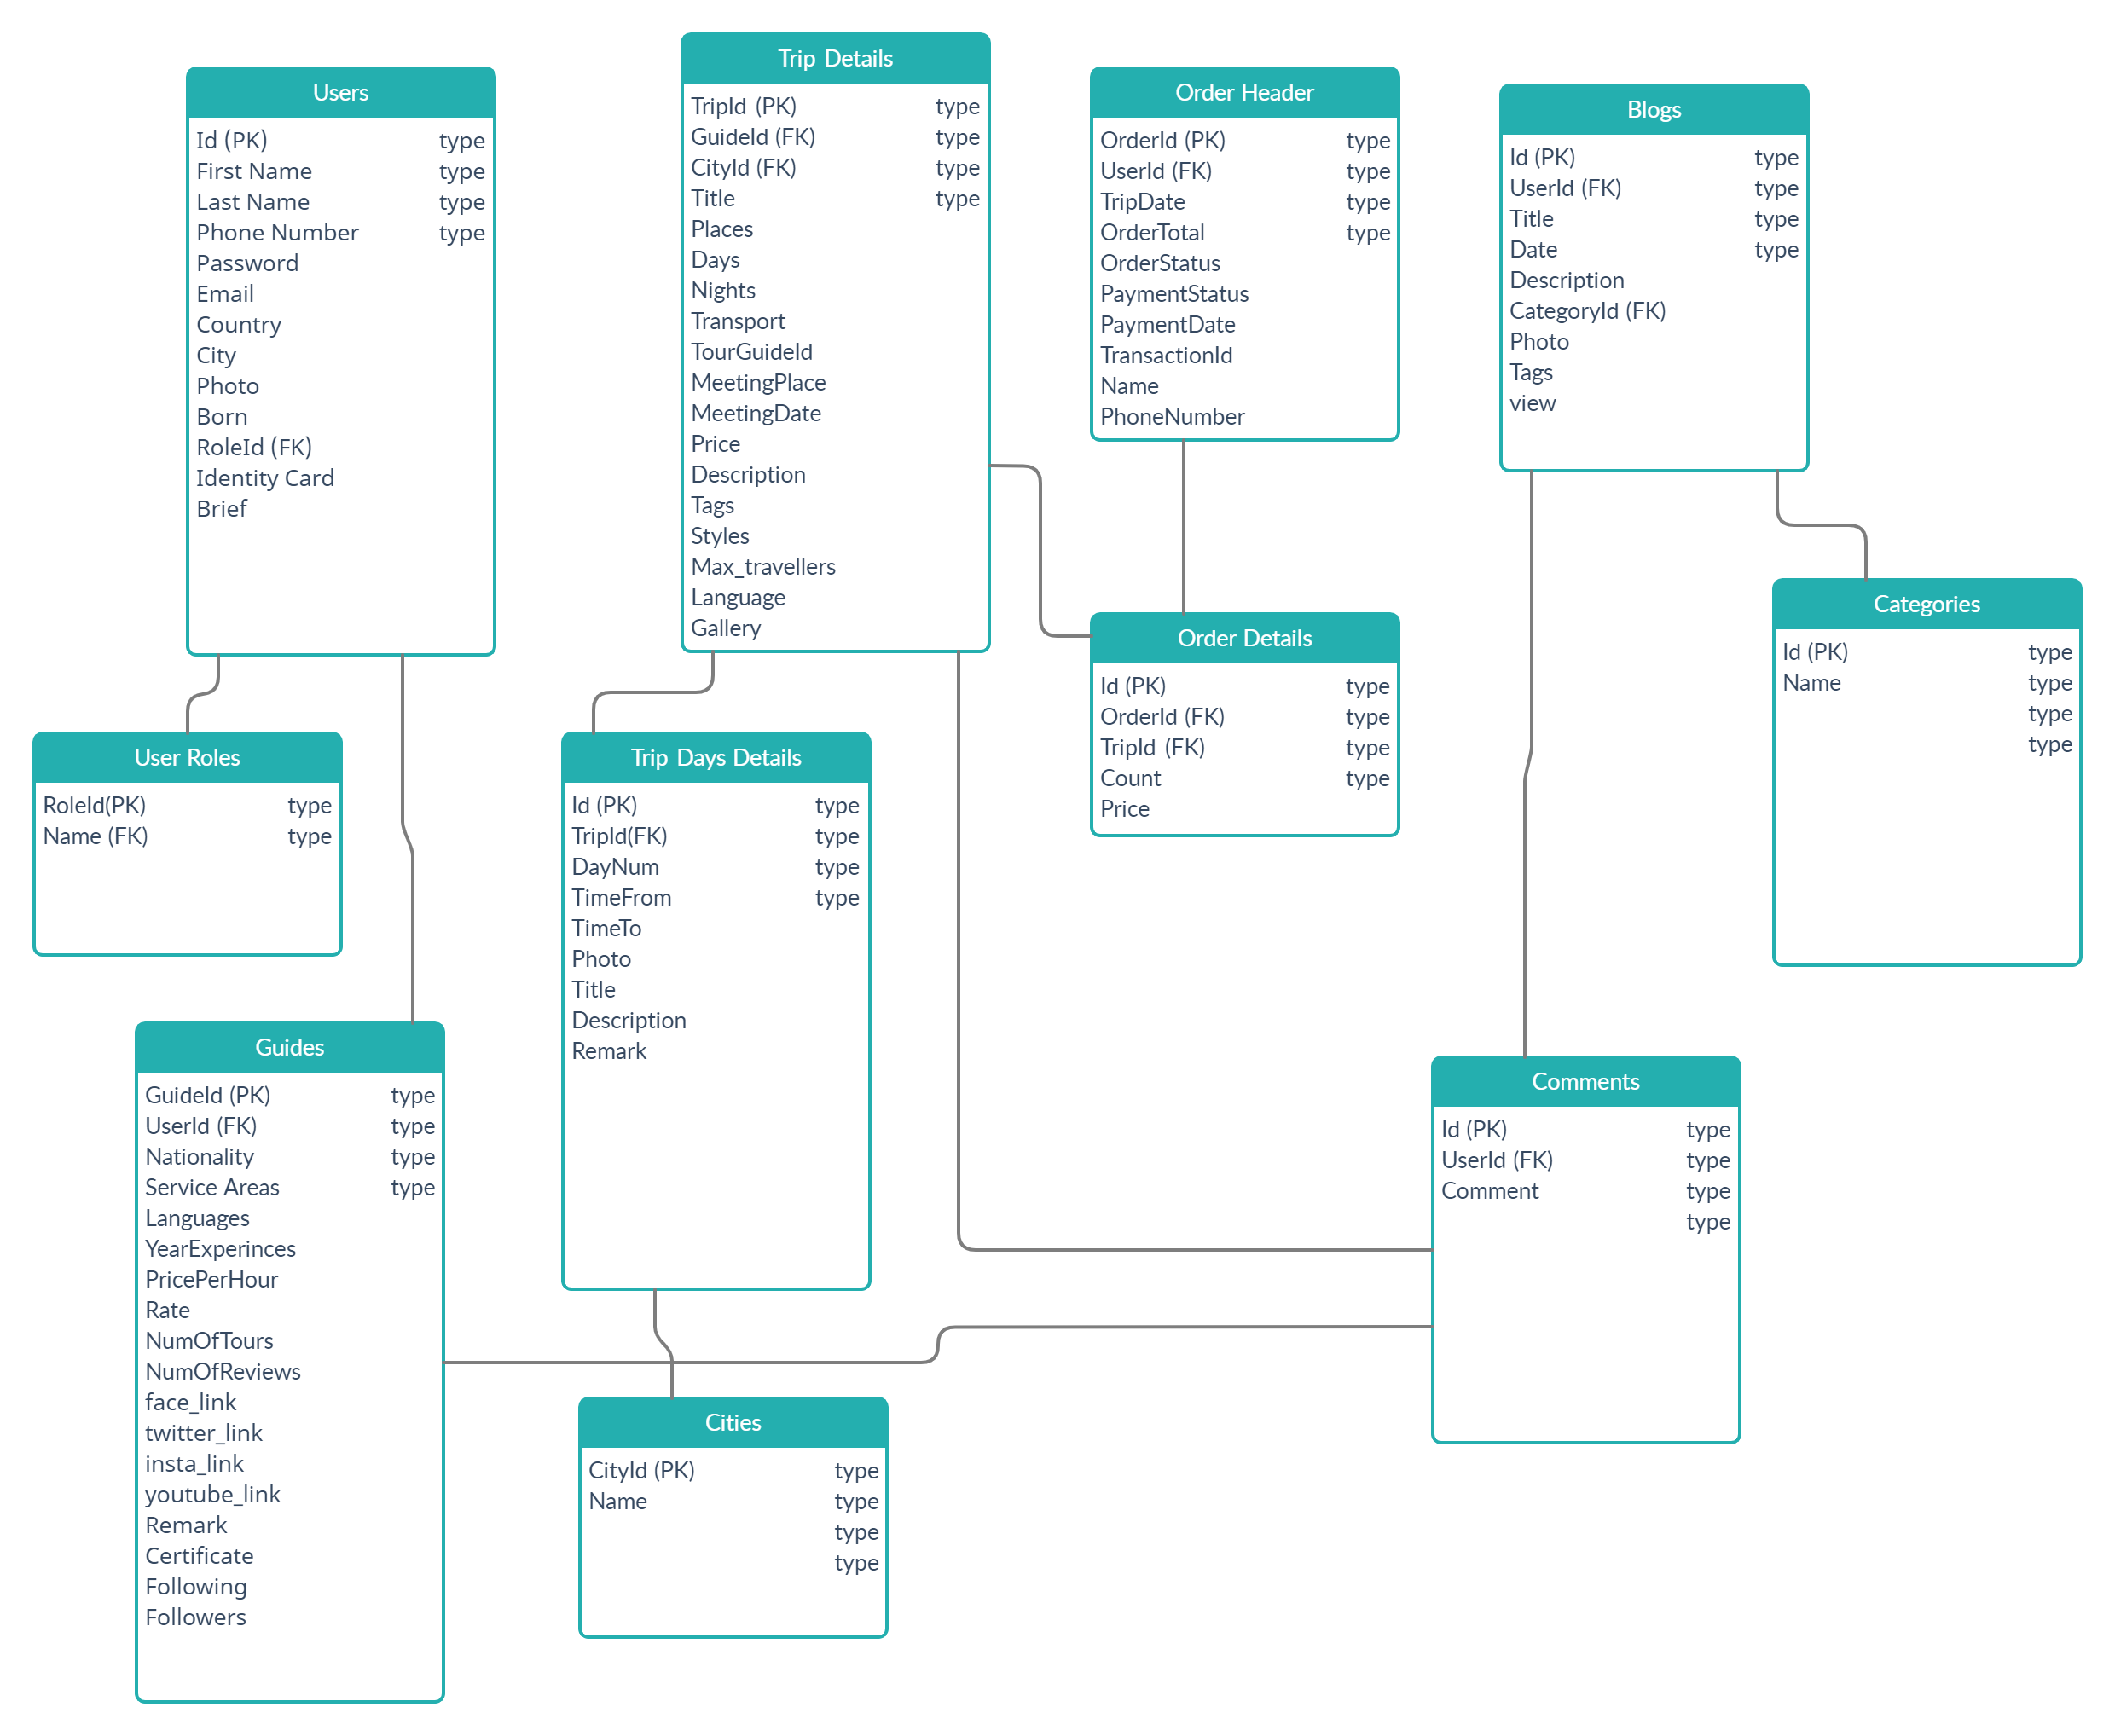 Users
Id (PK) type
First Name type
Last Name type
Phone Number type
Password
Email
Country
City
Photo
Born
RoleId (FK)
Identity Card
Brief
Trip Details
TripId (PK) type
GuideId (FK) type
CityId (FK) type
Title type
Places
Days
Nights
Transport
TourGuideId
MeetingPlace
MeetingDate
Price
Description
Tags
Styles
Max_travellers
Language
Gallery
Order Header
OrderId (PK) type
UserId (FK) type
TripDate type
OrderTotal type
OrderStatus
PaymentStatus
PaymentDate
TransactionId
Name
PhoneNumber
Blogs
Id (PK) type
UserId (FK) type
Title type
Date type
Description
CategoryId (FK)
Photo
Tags
view
Categories
Id (PK) type
Name type
type
type
Order Details
Id (PK) type
OrderId (FK) type
TripId (FK) type
Count type
Price
User Roles
RoleId(PK) type
Name (FK) type
Trip Days Details
Id (PK) type
TripId(FK) type
DayNum type
TimeFrom type
TimeTo
Photo
Title
Description
Remark
Guides
GuideId (PK) type
UserId (FK) type
Nationality type
Service Areas type
Languages
YearExperinces
PricePerHour
Rate
NumOfTours
NumOfReviews
face_link
twitter_link
insta_link
youtube_link
Remark
Certificate
Following
Followers
Comments
Id (PK) type
UserId (FK) type
Comment type
type
Cities
CityId (PK) type
Name type
type
type